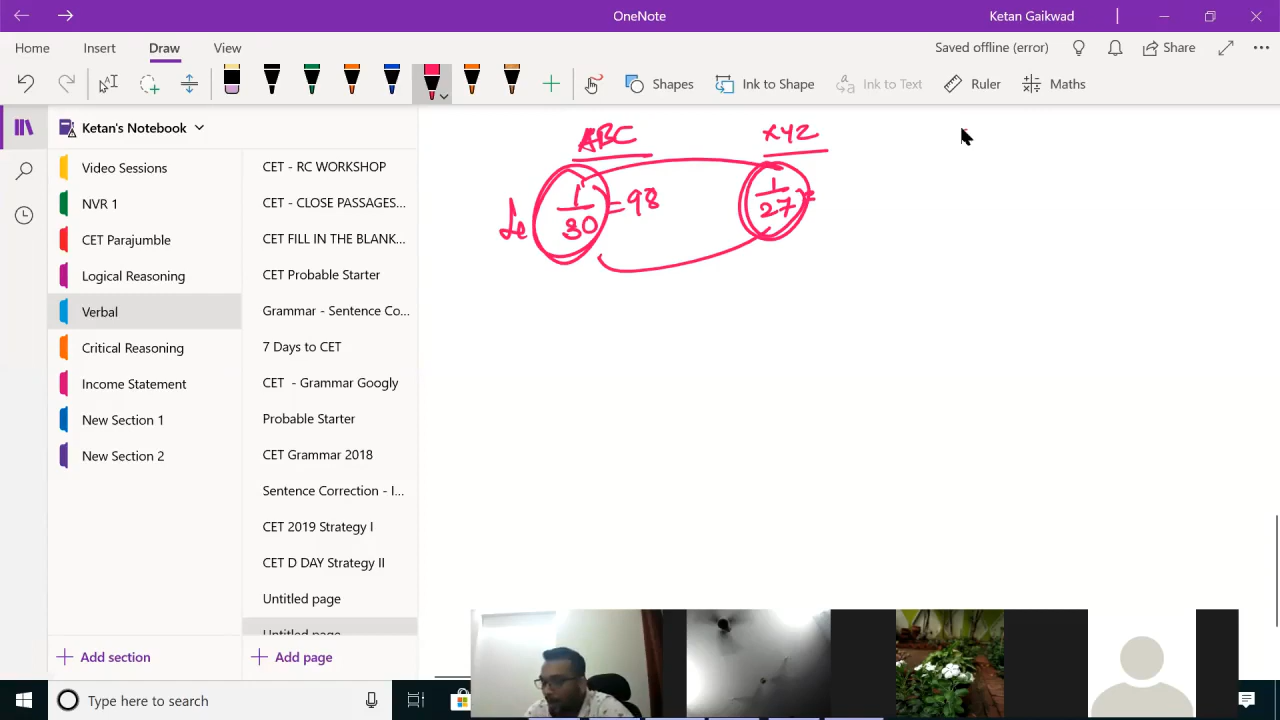 OneNote
Ketan Gaikwad
Home Insert Draw View
Saved offline (error)
Share
Shapes
Ink to Shape
Ink to Text
Ruler
Maths
Ketan's Notebook
Video Sessions
NVR 1
CET Parajumble
Logical Reasoning
Verbal
Critical Reasoning
Income Statement
New Section 1
New Section 2
Add section
CET - RC WORKSHOP
CET - CLOSE PASSAGES...
CET FILL IN THE BLANK...
CET Probable Starter
Grammar - Sentence Co...
7 Days to CET
CET - Grammar Googly
Probable Starter
CET Grammar 2018
Sentence Correction - I...
CET 2019 Strategy I
CET D DAY Strategy II
Untitled page
Untitled page
Add page
ABC XYZ
1 = 98 1 =
30 27
Type here to search